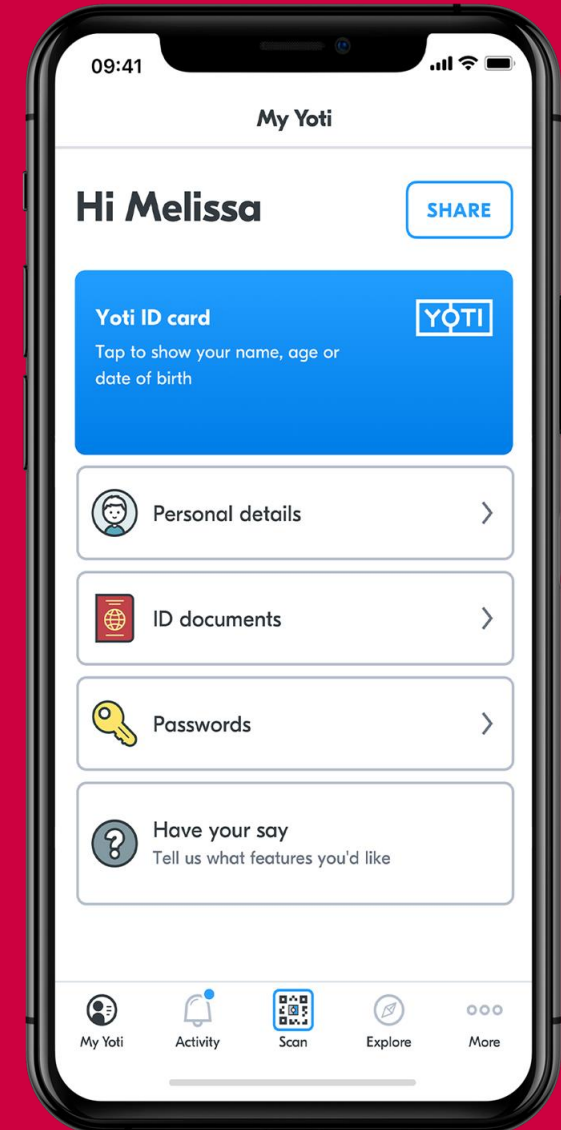 09:41
My Yoti
Hi Melissa
SHARE
Yoti ID card
YOTI
Tap to show your name, age or
date of birth
Personal details
ID documents
Passwords
Have your say
Tell us what features you'd like
My Yoti
Activity
Scan
Explore
More